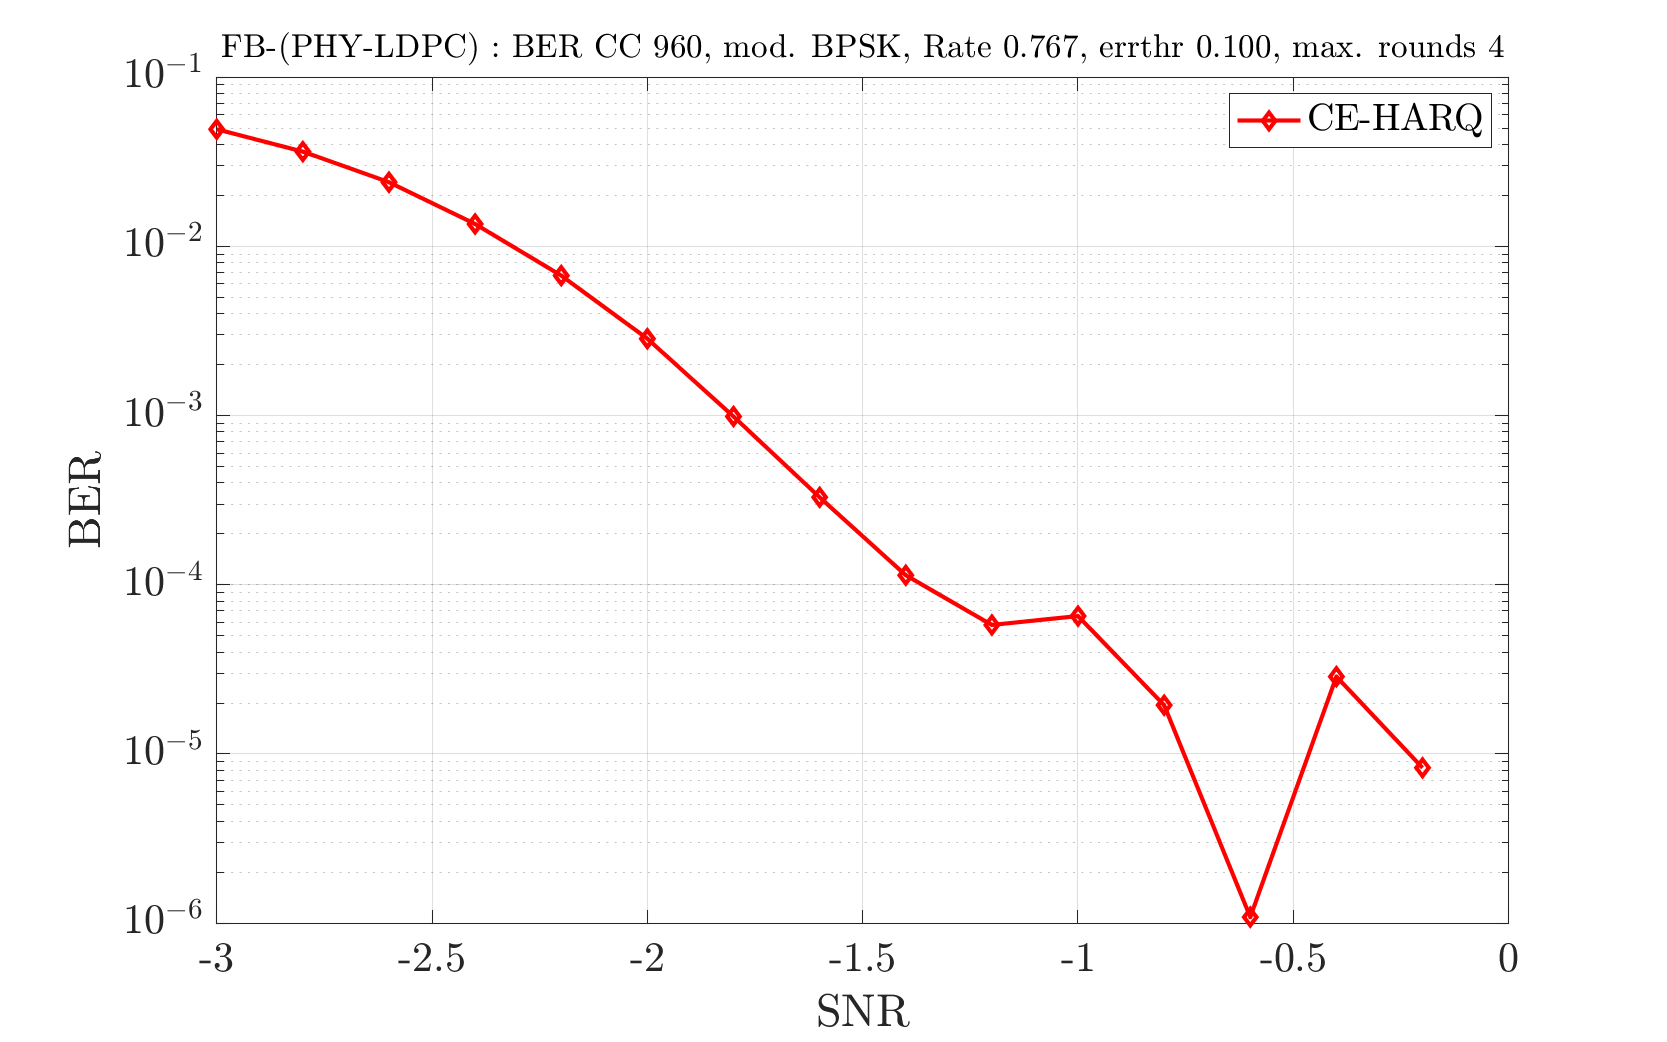 FB-(PHY-LDPC) : BER CC 960, mod. BPSK, Rate 0.767, errthr 0.100, max. rounds 4
CE-HARQ
BER
10^{-1}
10^{-2}
10^{-3}
10^{-4}
10^{-5}
10^{-6}
-3 -2.5 -2 -1.5 -1 -0.5 0
SNR